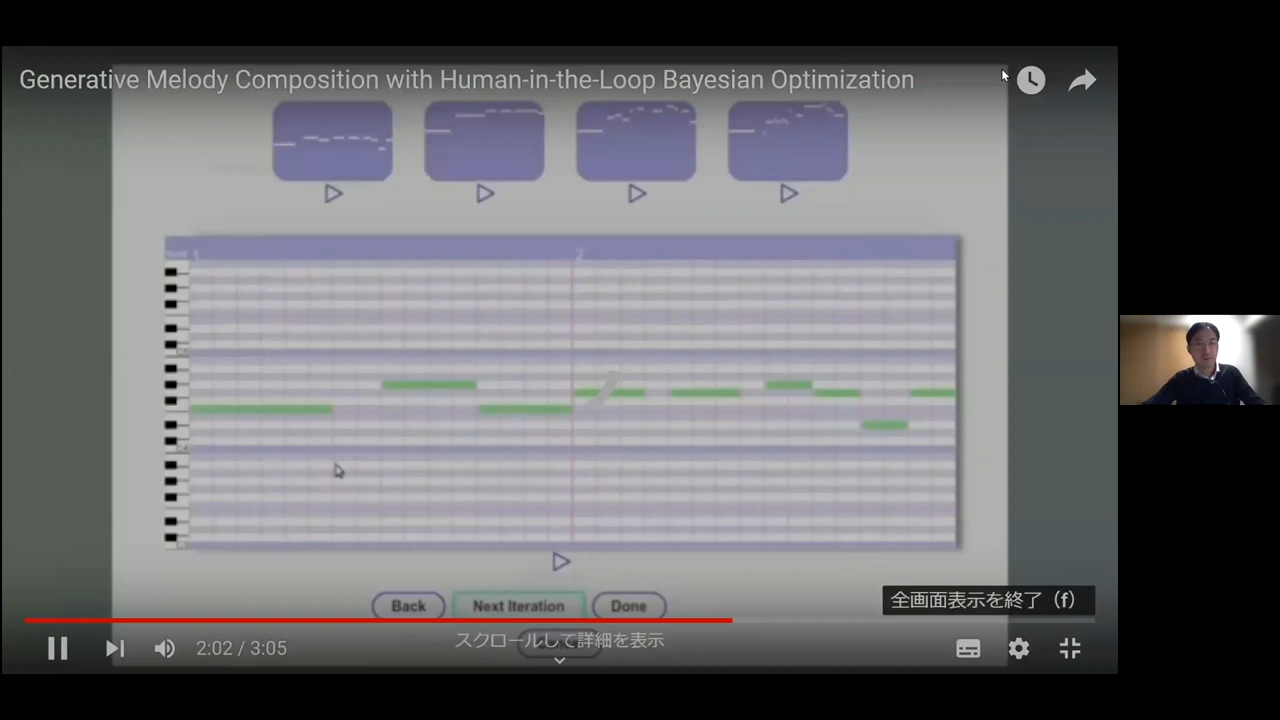 Generative Melody Composition with Human-in-the-Loop Bayesian Optimization
1
2
Back
Next Iteration
Done
全画面表示を終了（f）
2:02 / 3:05
スクロールして詳細を表示